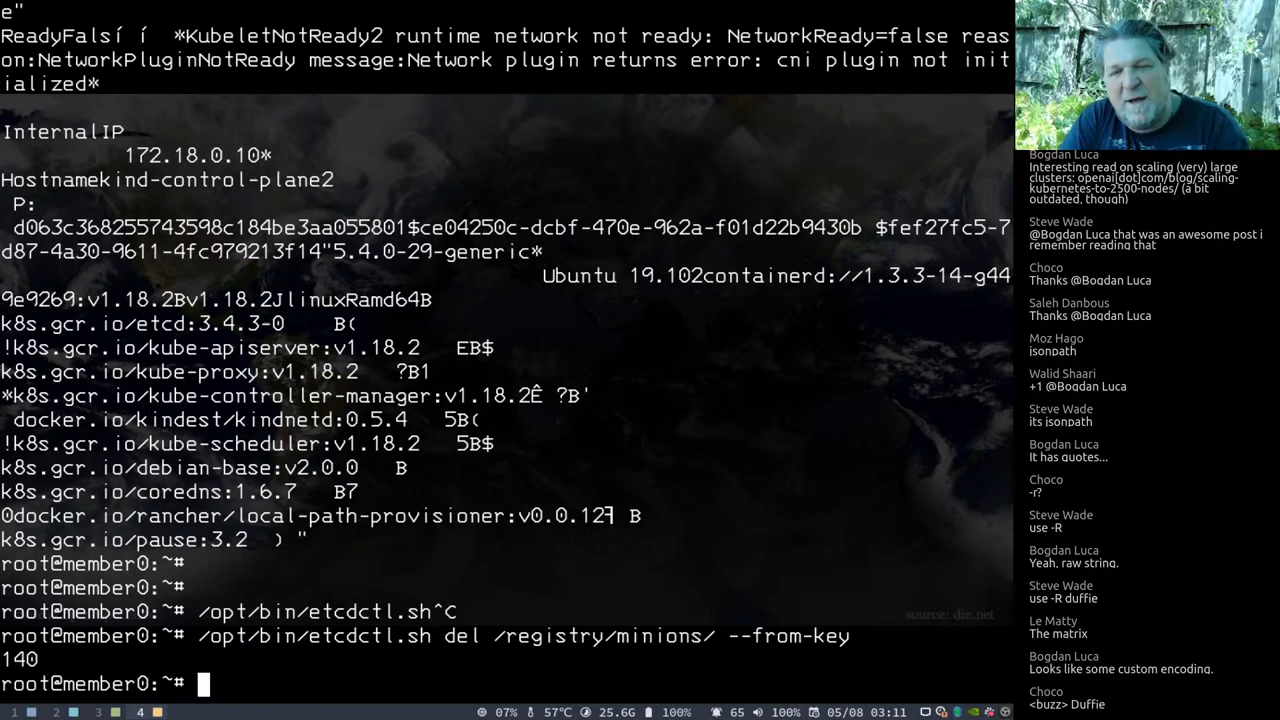 e"
ReadyFalsí í *KubeletNotReady2 runtime network not ready: NetworkReady=false reas
on:NetworkPluginNotReady message:Network plugin returns error: cni plugin not init
ialized*
InternalIP
172.18.0.10*
Hostnamekind-control-plane2
P:
d063c3682557435​98c184be3aa055801$ce04250c-dcbf-470e-962a-f01d22b9430b $fef27fc5-7
d87-4a30-9611-4fc979213f14"5.4.0-29-generic*
Ubuntu 19.102containerd://1.3.3-14-g44
9e9269:v1.18.2Bv1.18.2JlinuxRamd64B
k8s.gcr.io/etcd:3.4.3-0 B(
!k8s.gcr.io/kube-apiserver:v1.18.2 EB$
k8s.gcr.io/kube-proxy:v1.18.2 ?B1
*k8s.gcr.io/kube-controller-manager:v1.18.2Ê ?B'
docker.io/kindest/kindnetd:0.5.4 5B(
!k8s.gcr.io/kube-scheduler:v1.18.2 5B$
k8s.gcr.io/debian-base:v2.0.0 B
k8s.gcr.io/coredns:1.6.7 B7
0docker.io/rancher/local-path-provisioner:v0.0.12 B
k8s.gcr.io/pause:3.2 ) "
root@member0:~#
root@member0:~#
root@member0:~# /opt/bin/etcdctl.sh^C
source: die.net
root@member0:~# /opt/bin/etcdctl.sh del /registry/minions/ --from-key
140
root@member0:~#
1 2 3 4 07% 57℃ 25.6G 100% 65 100% 05/08 03:11
Bogdan Luca
Interesting read on scaling (very) large
clusters: openai[dot]com/blog/scaling-
kubernetes-to-2500-nodes/ (a bit
outdated, though)
Steve Wade
@Bogdan Luca that was an awesome post i
remember reading that
Choco
Thanks @Bogdan Luca
Saleh Danbous
Thanks @Bogdan Luca
Moz Hago
jsonpath
Walid Shaari
+1 @Bogdan Luca
Steve Wade
its jsonpath
Bogdan Luca
It has quotes...
Choco
-r?
Steve Wade
use -R
Bogdan Luca
Yeah, raw string.
Steve Wade
use -R duffie
Le Matty
The matrix
Bogdan Luca
Looks like some custom encoding.
Choco
<buzz> Duffie